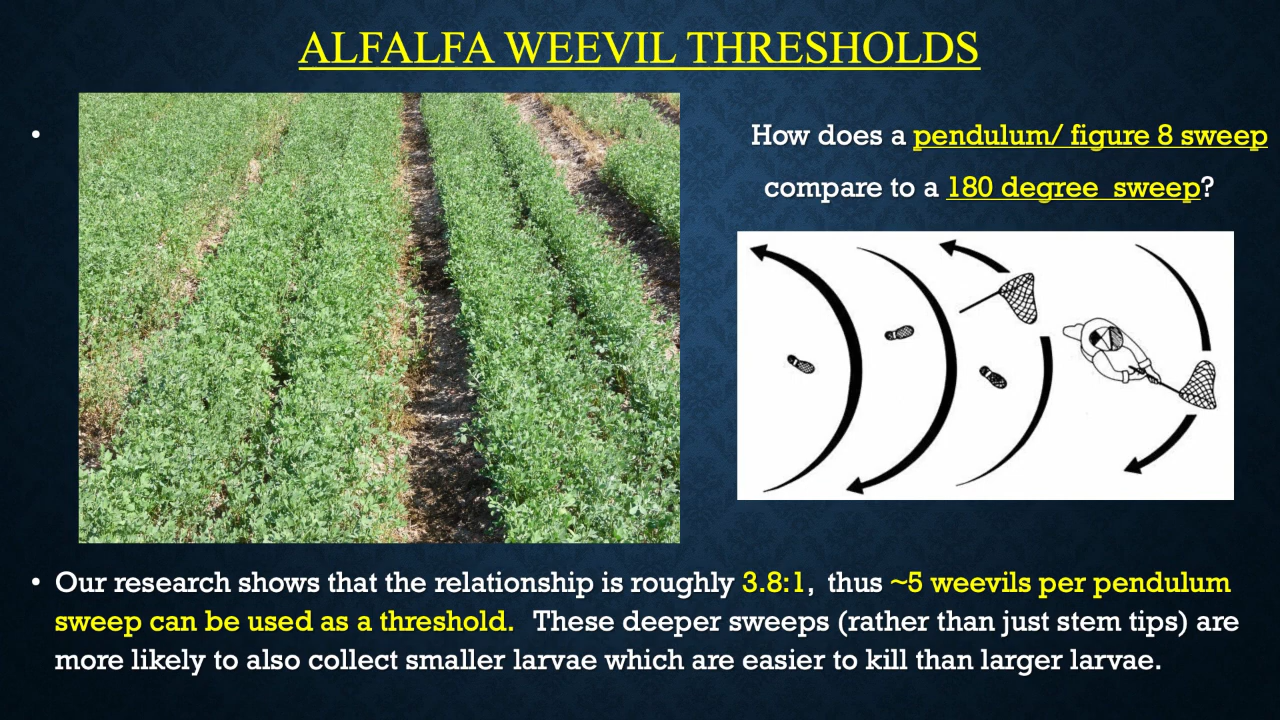 ALFALFA WEEVIL THRESHOLDS
• How does a pendulum/ figure 8 sweep
compare to a 180 degree  sweep?
• Our research shows that the relationship is roughly 3.8:1,  thus ~5 weevils per pendulum
sweep can be used as a threshold.  These deeper sweeps (rather than just stem tips) are
more likely to also collect smaller larvae which are easier to kill than larger larvae.